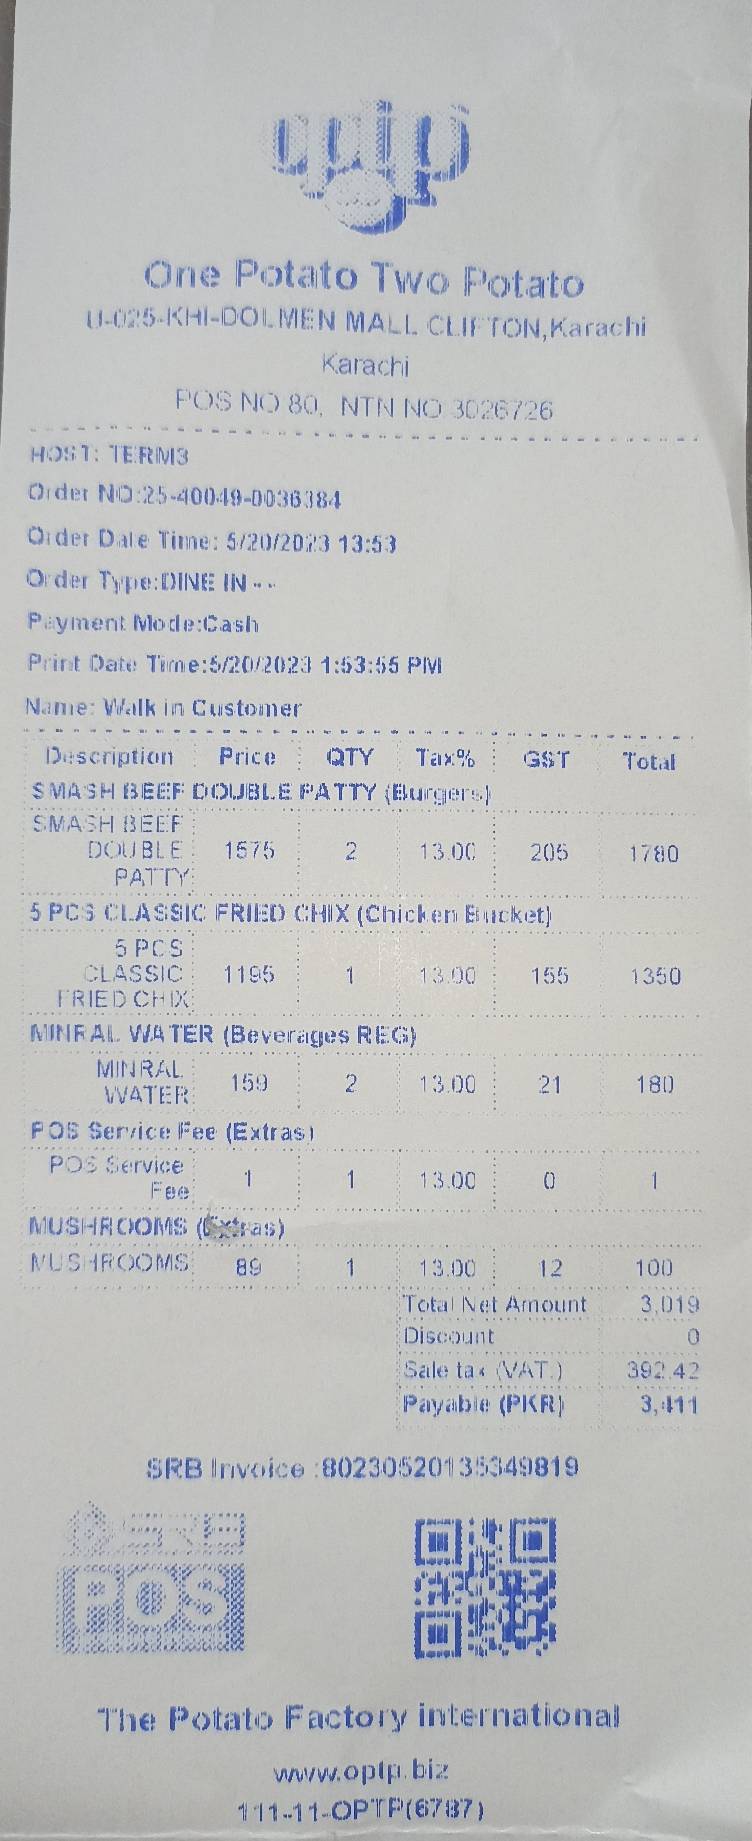 optp
One Potato Two Potato
U-025-KHI-DOLMEN MALL CLIFTON,Karachi
Karachi
POS NO 80, NTN NO 3026726
HOST: TERM3
Order NO:25-40049-0036384
Order Date Time: 5/20/2023 13:53
Order Type:DINE IN - -
Payment Mode:Cash
Print Date Time:5/20/2023 1:53:55 PM
Name: Walk in Customer
Description Price QTY Tax% GST Total
SMASH BEEF DOUBLE PATTY (Burgers)
SMASH BEEF
DOUBLE 1575 2 13.00 205 1780
PATTY
5 PCS CLASSIC FRIED CHIX (Chicken Bucket)
5 PCS
CLASSIC 1195 1 13.00 155 1350
FRIED CHIX
MINRAL WATER (Beverages REG)
MINRAL
WATER 159 2 13.00 21 180
POS Service Fee (Extras)
POS Service
Fee 1 1 13.00 0 1
MUSHROOMS (Extras)
MUSHROOMS 89 1 13.00 12 100
Total Net Amount 3,019
Discount 0
Sale tax (VAT.) 392.42
Payable (PKR) 3,411
SRB Invoice :80230520135349819
SRB
POS
The Potato Factory international
www.optp.biz
111-11-OPTP(6787)